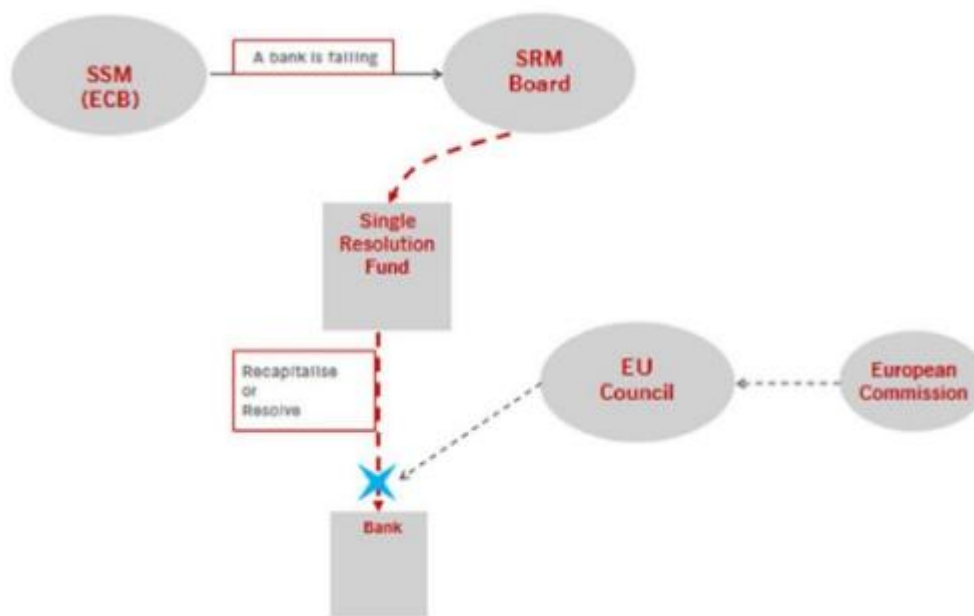 SSM
(ECB)
A bank is failing
SRM
Board
Single
Resolution
Fund
Recapitalise
or
Resolve
EU
Council
European
Commission
Bank